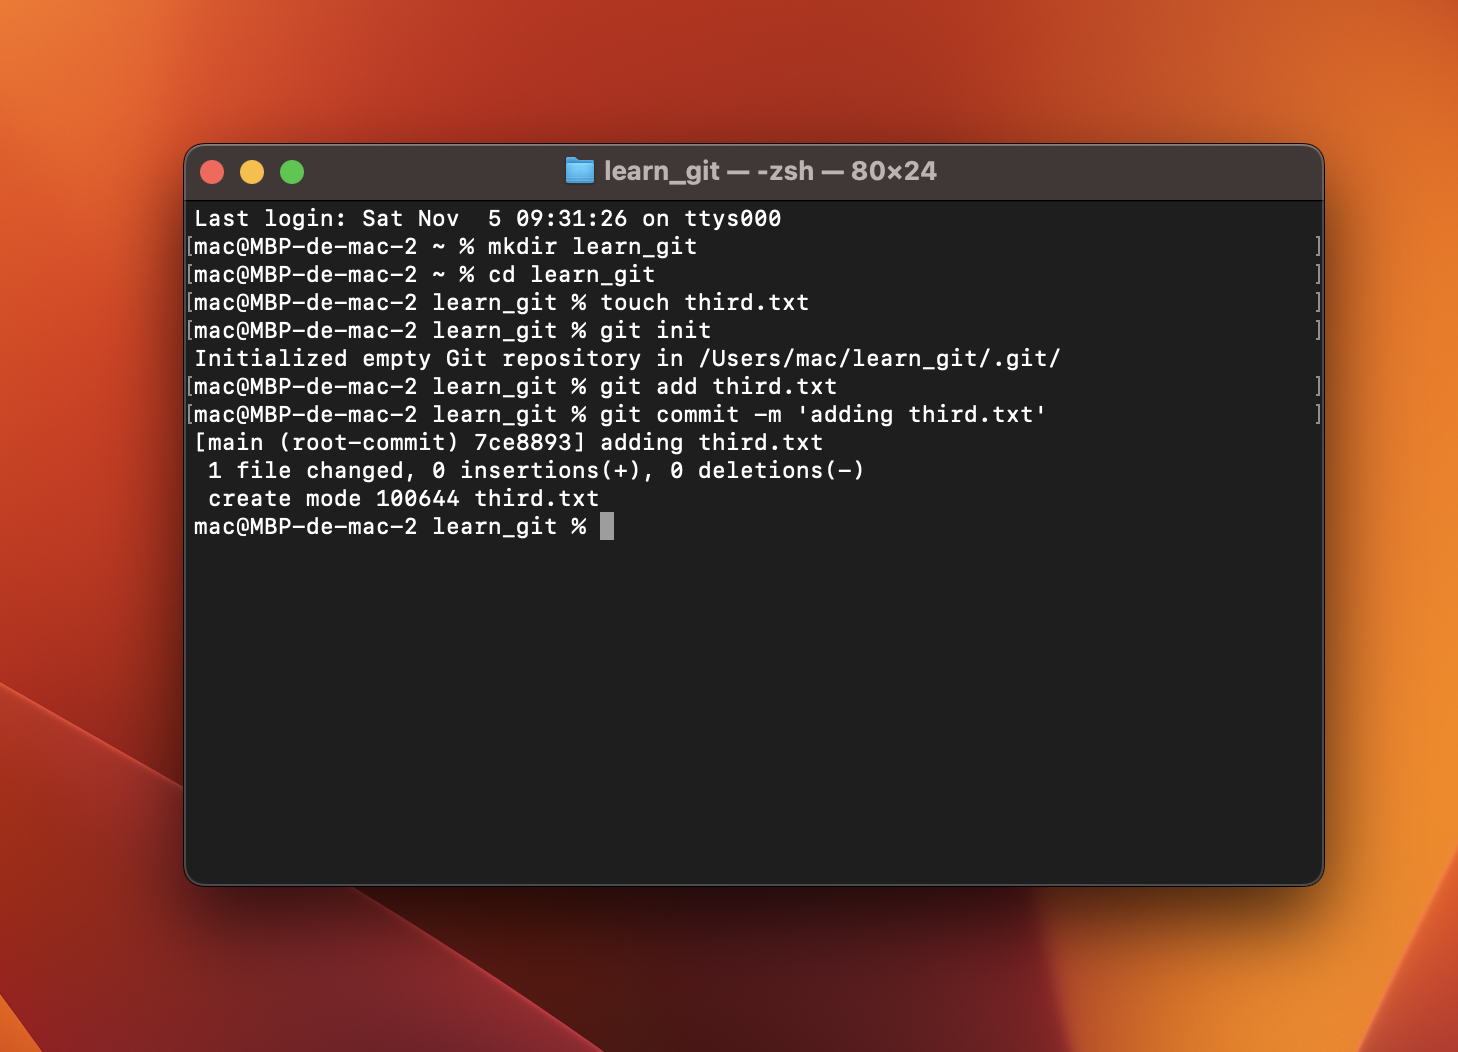 learn_git — -zsh — 80×24
Last login: Sat Nov  5 09:31:26 on ttys000
[mac@MBP-de-mac-2 ~ % mkdir learn_git ]
[mac@MBP-de-mac-2 ~ % cd learn_git ]
[mac@MBP-de-mac-2 learn_git % touch third.txt ]
[mac@MBP-de-mac-2 learn_git % git init ]
Initialized empty Git repository in /Users/mac/learn_git/.git/
[mac@MBP-de-mac-2 learn_git % git add third.txt ]
[mac@MBP-de-mac-2 learn_git % git commit -m 'adding third.txt' ]
[main (root-commit) 7ce8893] adding third.txt
 1 file changed, 0 insertions(+), 0 deletions(-)
 create mode 100644 third.txt
mac@MBP-de-mac-2 learn_git %